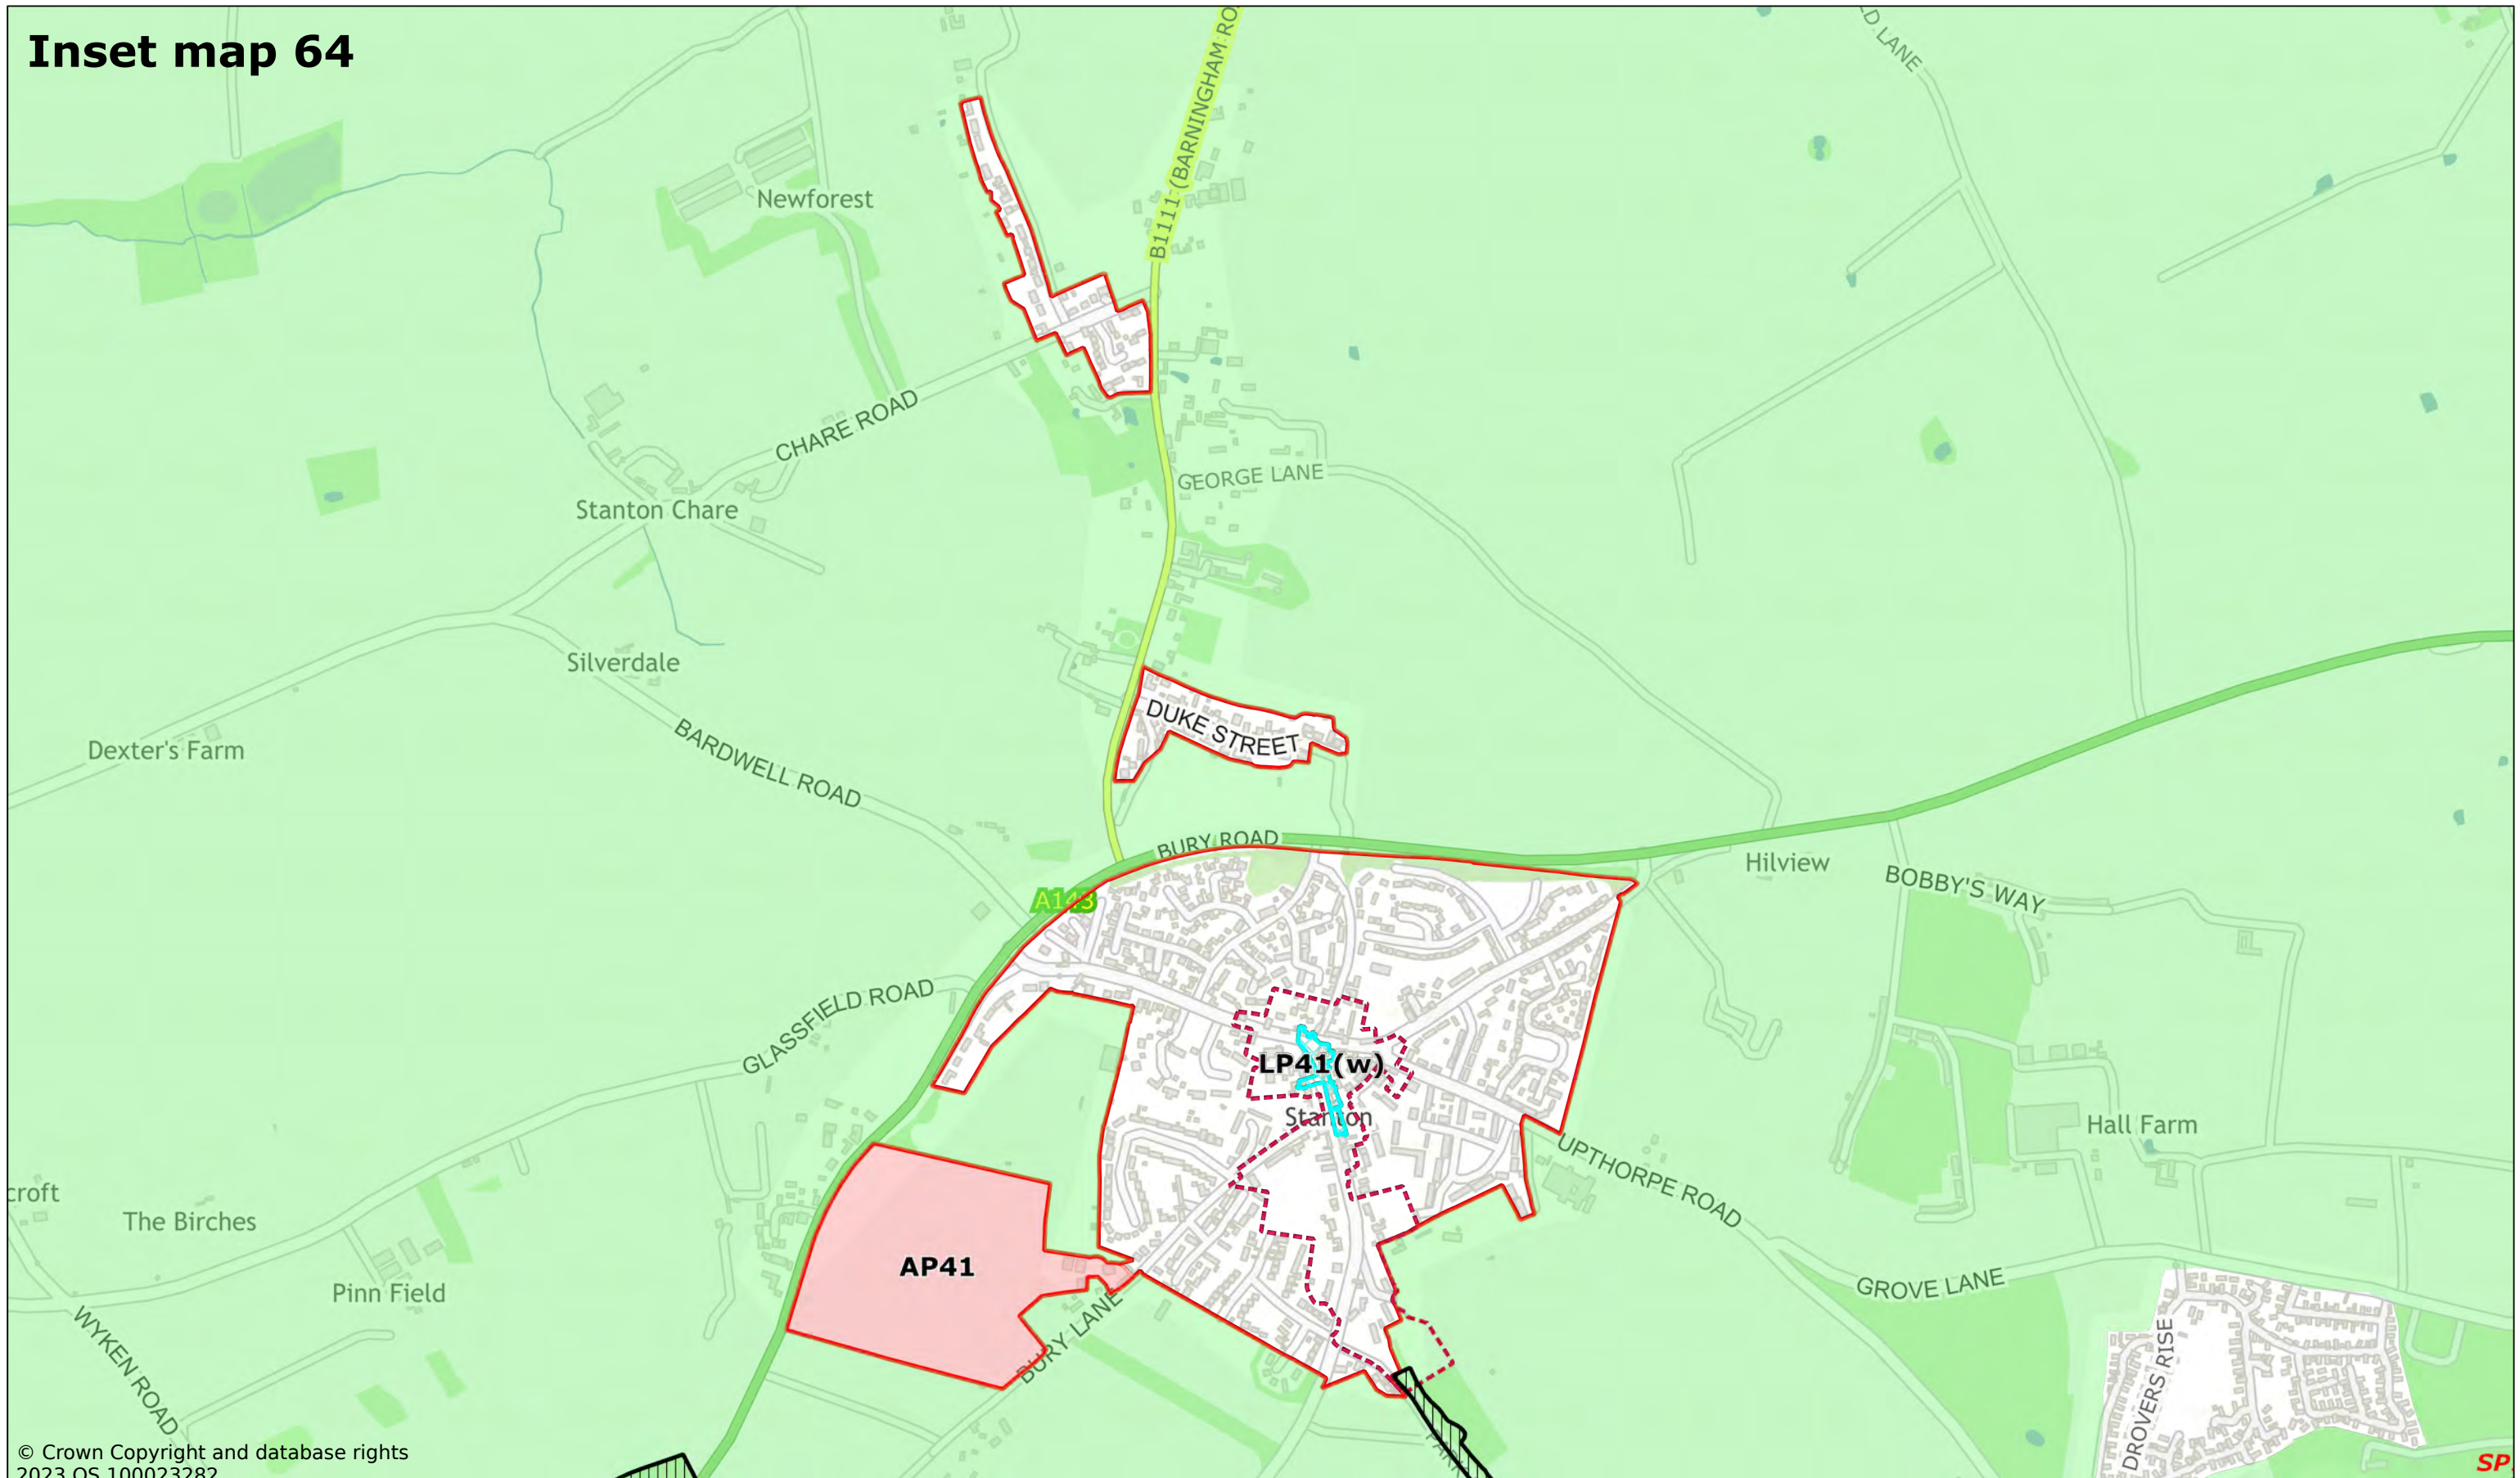 Inset map 64
B1111 (BARNINGHAM RO
LD LANE
Newforest
CHARE ROAD
GEORGE LANE
Stanton Chare
Silverdale
DUKE STREET
Dexter's Farm
BARDWELL ROAD
BURY ROAD
Hilview
BOBBY'S WAY
A143
GLASSFIELD ROAD
LP41(w)
Stanton
UPTHORPE ROAD
Hall Farm
croft
The Birches
AP41
Pinn Field
BURY LANE
GROVE LANE
WYKEN ROAD
DROVERS RISE
PARK
SP
© Crown Copyright and database rights
2023 OS 100023282